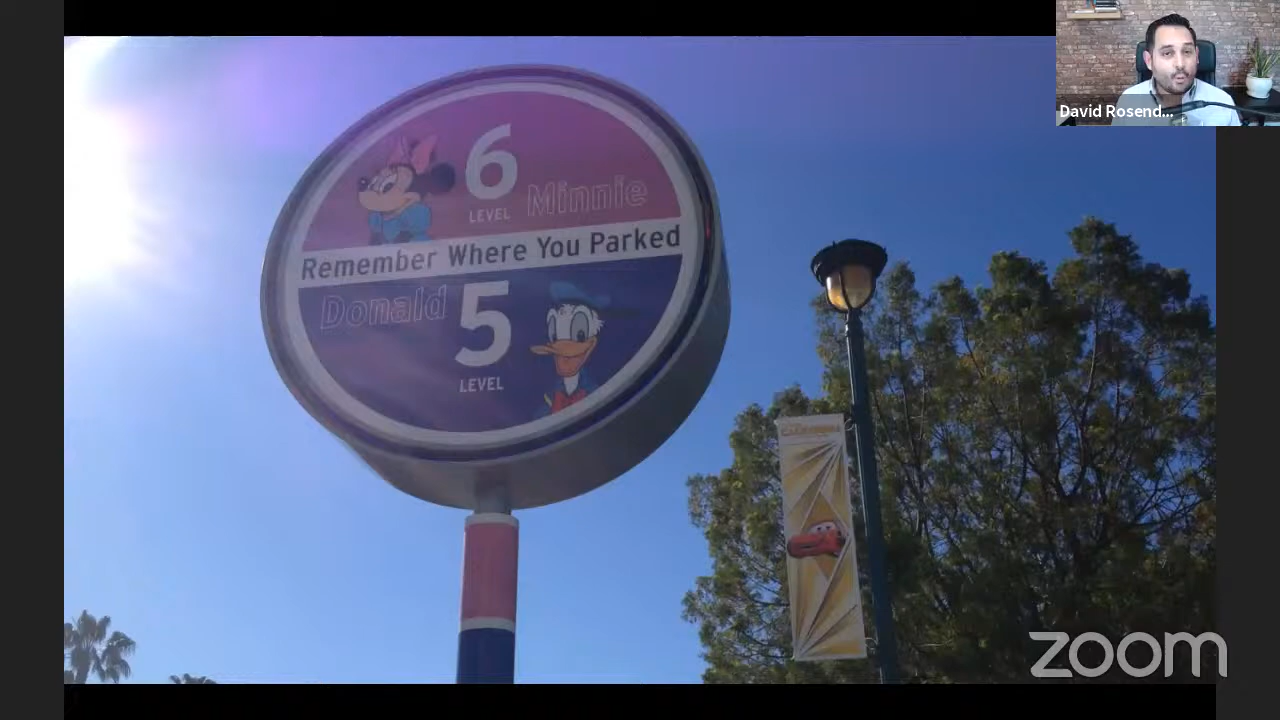 David Rosend...
6
LEVEL
Minnie
Remember Where You Parked
Donald
5
LEVEL
zoom